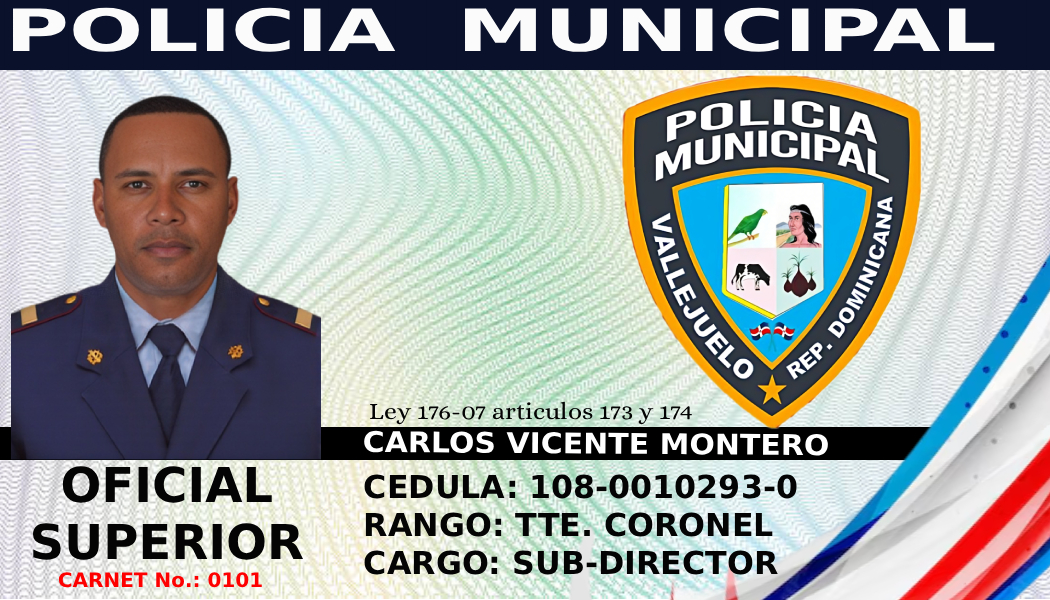 POLICIA MUNICIPAL
POLICIA
MUNICIPAL
VALLEJUELO
REP. DOMINICANA
Ley 176-07 articulos 173 y 174
CARLOS VICENTE MONTERO
OFICIAL
SUPERIOR
CARNET No.: 0101
CEDULA: 108-0010293-0
RANGO: TTE. CORONEL
CARGO: SUB-DIRECTOR